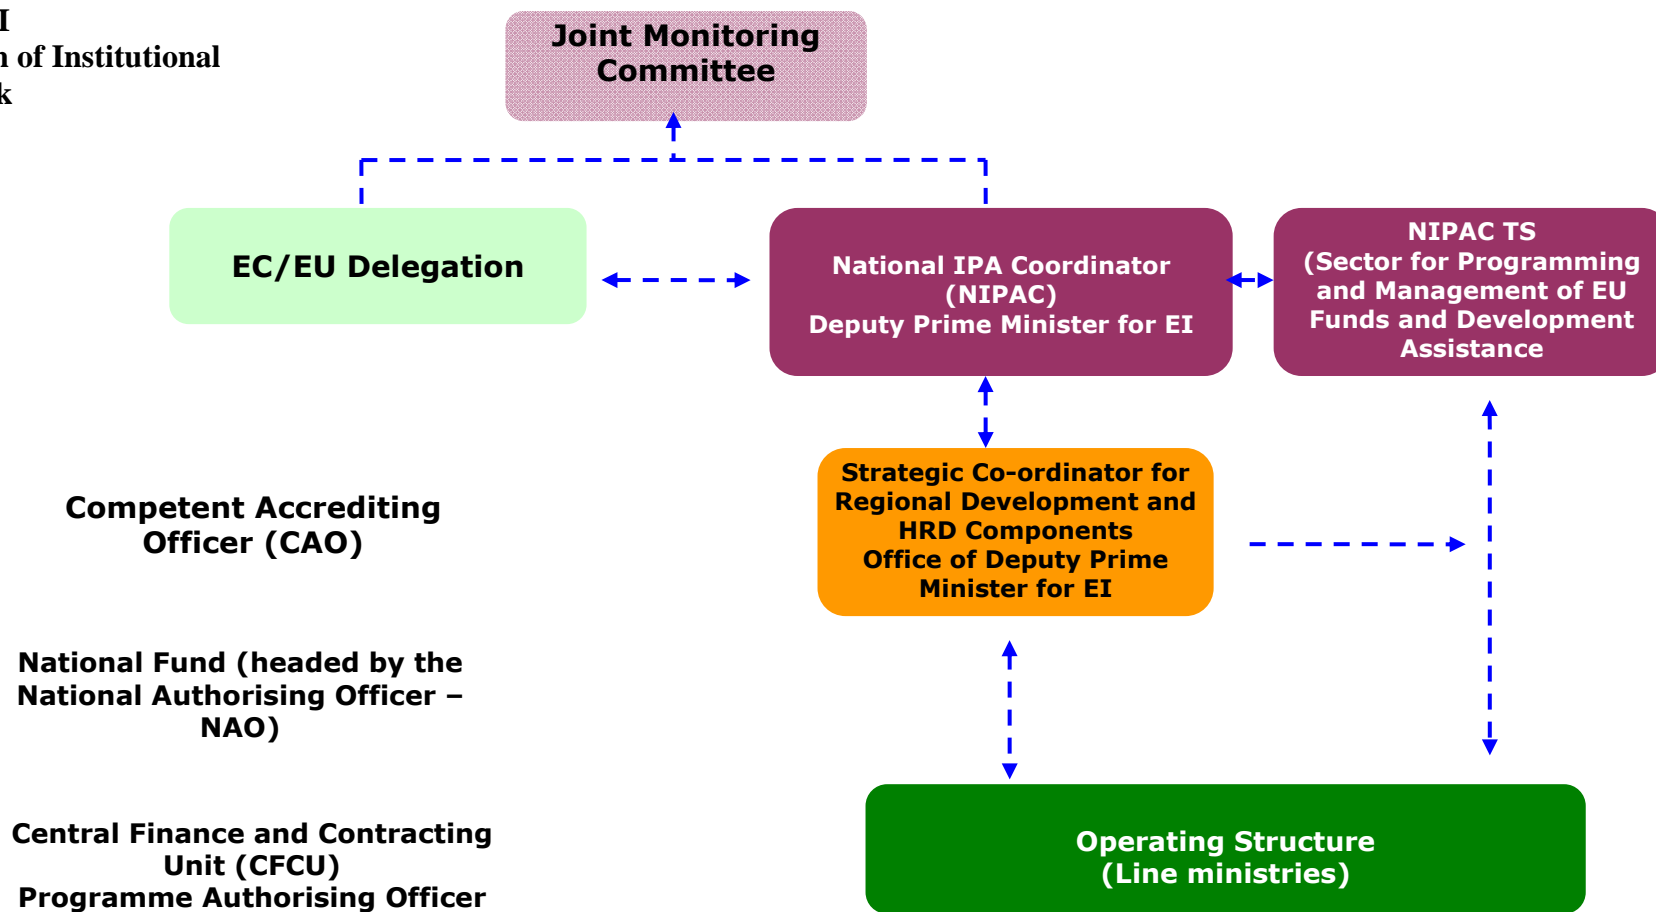 I
n of Institutional
k
Joint Monitoring
Committee
EC/EU Delegation
National IPA Coordinator
(NIPAC)
Deputy Prime Minister for EI
NIPAC TS
(Sector for Programming
and Management of EU
Funds and Development
Assistance
Competent Accrediting
Officer (CAO)
Strategic Co-ordinator for
Regional Development and
HRD Components
Office of Deputy Prime
Minister for EI
National Fund (headed by the
National Authorising Officer –
NAO)
Central Finance and Contracting
Unit (CFCU)
Programme Authorising Officer
Operating Structure
(Line ministries)